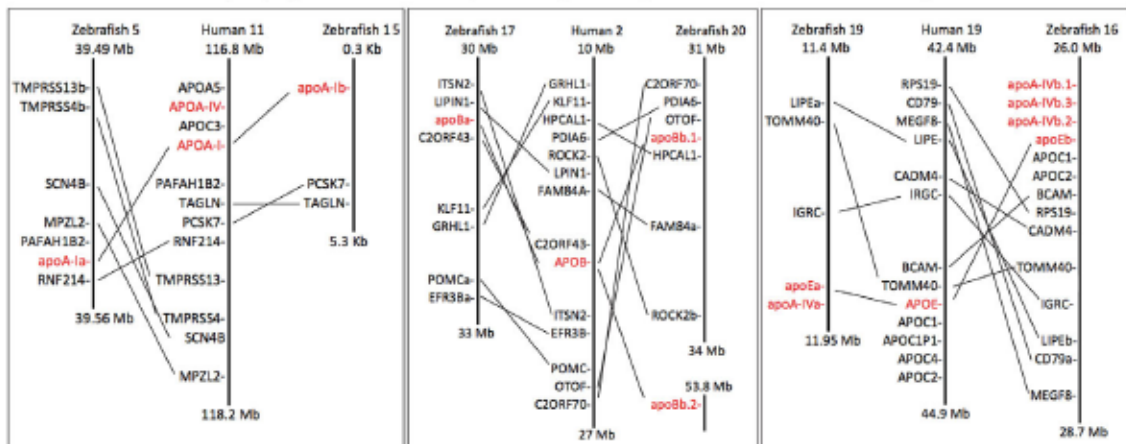 Zebrafish 5
39.49 Mb
TMPRSS13b
TMPRSS4b
SCN4B
MPZL2
PAFAH1B2
apoA-Ia
RNF214
39.56 Mb
Human 11
116.8 Mb
APOA5
APOA-IV
APOC3
APOA-I
PAFAH1B2
TAGLN
PCSK7
RNF214
TMPRSS13
TMPRSS4
SCN4B
MPZL2
118.2 Mb
Zebrafish 15
0.3 Kb
apoA-Ib
PCSK7
TAGLN
5.3 Kb
Zebrafish 17
30 Mb
ITSN2
LIPIN1
apoBa
C2ORF43
KLF11
GRHL1
POMCa
EFR3Ba
33 Mb
Human 2
10 Mb
GRHL1
KLF11
HPCAL1
PDIA6
ROCK2
LPIN1
FAM84A
C2ORF43
APOB
ITSN2
EFR3B
POMC
OTOF
C2ORF70
27 Mb
Zebrafish 20
31 Mb
C2ORF70
PDIA6
OTOF
apoBb.1
HPCAL1
FAM84a
ROCK2b
34 Mb
53.8 Mb
apoBb.2
Zebrafish 19
11.4 Mb
LIPEa
TOMM40
IGRC
apoEa
apoA-IVa
11.95 Mb
Human 19
42.4 Mb
RPS19
CD79
MEGF8
LIPE
CADM4
IRGC
BCAM
TOMM40
APOE
APOC1
APOC1P1
APOC4
APOC2
44.9 Mb
Zebrafish 16
26.0 Mb
apoA-IVb.1
apoA-IVb.3
apoA-IVb.2
apoEb
APOC1
APOC2
BCAM
RPS19
CADM4
TOMM40
IGRC
LIPEb
CD79a
MEGF8
28.7 Mb